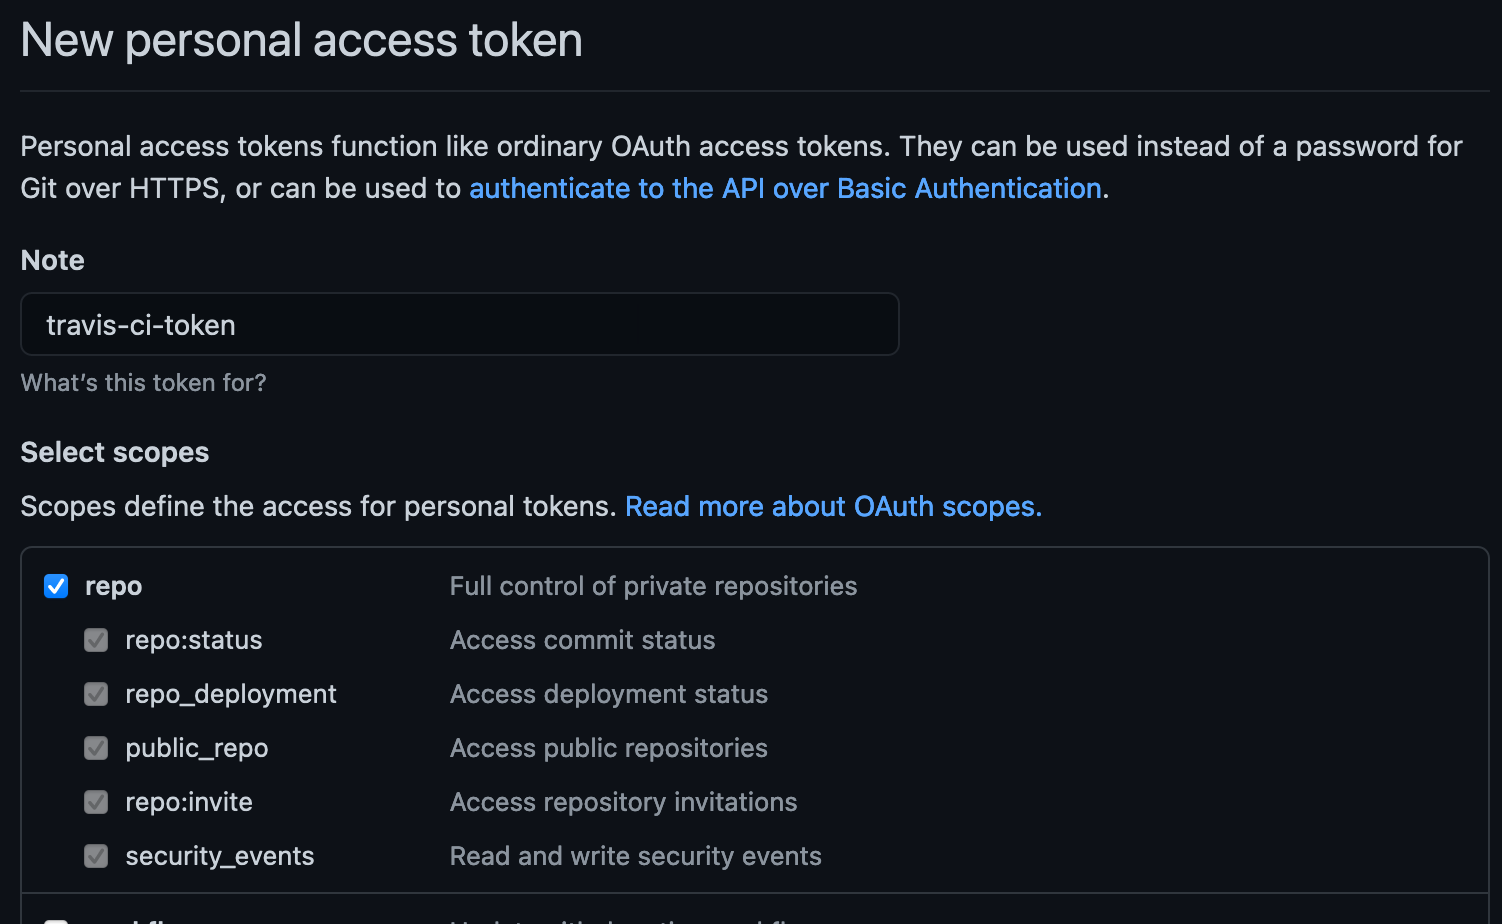 New personal access token
Personal access tokens function like ordinary OAuth access tokens. They can be used instead of a password for
Git over HTTPS, or can be used to authenticate to the API over Basic Authentication.
Note
travis-ci-token
What's this token for?
Select scopes
Scopes define the access for personal tokens. Read more about OAuth scopes.
repo Full control of private repositories
repo:status Access commit status
repo_deployment Access deployment status
public_repo Access public repositories
repo:invite Access repository invitations
security_events Read and write security events